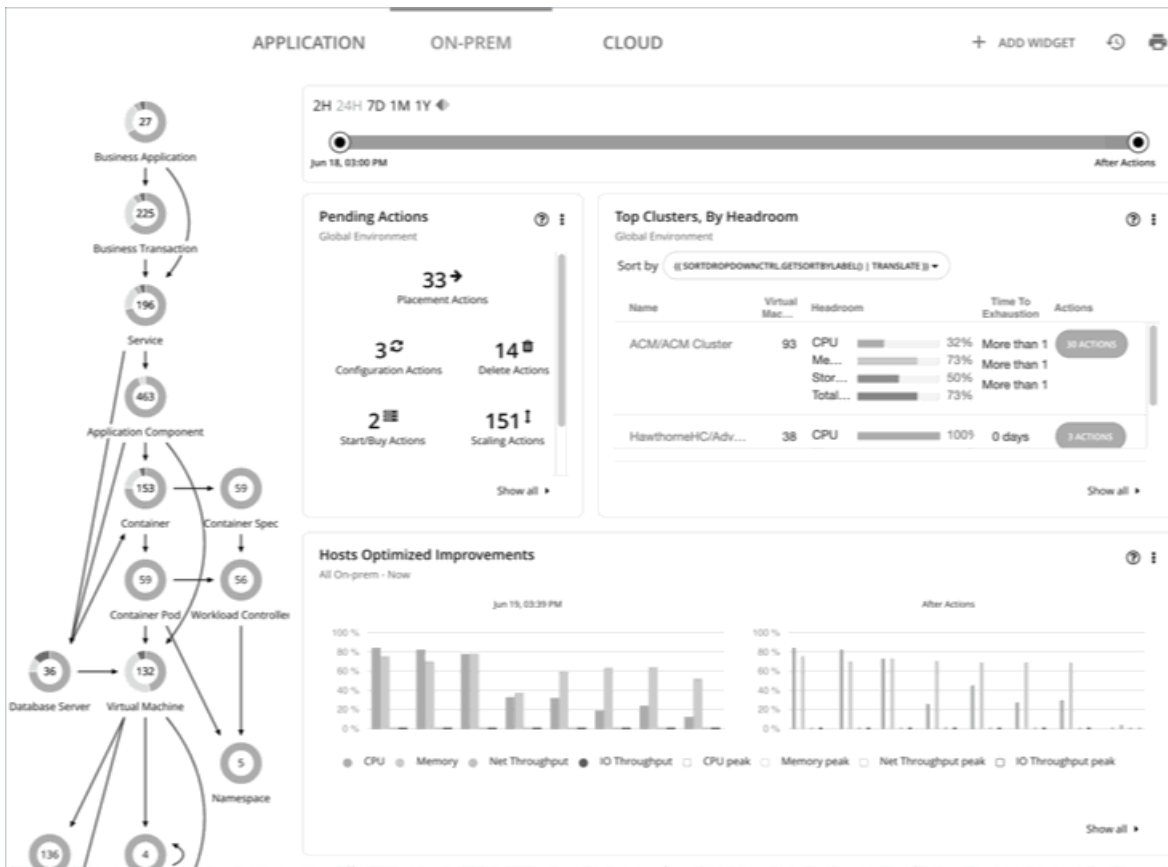 APPLICATION ON-PREM CLOUD
+ ADD WIDGET
27
Business Application
225
Business Transaction
196
Service
463
Application Component
153
Container
59
Container Spec
59
Container Pod
56
Workload Controller
36
Database Server
132
Virtual Machine
5
Namespace
136
4
2H 24H 7D 1M 1Y
Jun 18, 03:00 PM
After Actions
Pending Actions
Global Environment
33
Placement Actions
3
Configuration Actions
14
Delete Actions
2
Start/Buy Actions
151
Scaling Actions
Show all
Top Clusters, By Headroom
Global Environment
Sort by {{ SORTDROPDOWNCTRL.GETSORTBYLABEL() | TRANSLATE }}
Name Virtual Mac... Headroom Time To Exhaustion Actions
ACM/ACM Cluster 93 CPU 32% More than 1 30 ACTIONS
Me... 73% More than 1
Stor... 50% More than 1
Total... 73%
HawthorneHC/Adv... 38 CPU 100% 0 days 3 ACTIONS
Show all
Hosts Optimized Improvements
All On-prem - Now
Jun 19, 03:39 PM
100 %
80 %
60 %
40 %
20 %
0 %
After Actions
100 %
80 %
60 %
40 %
20 %
0 %
CPU Memory Net Throughput IO Throughput CPU peak Memory peak Net Throughput peak IO Throughput peak
Show all